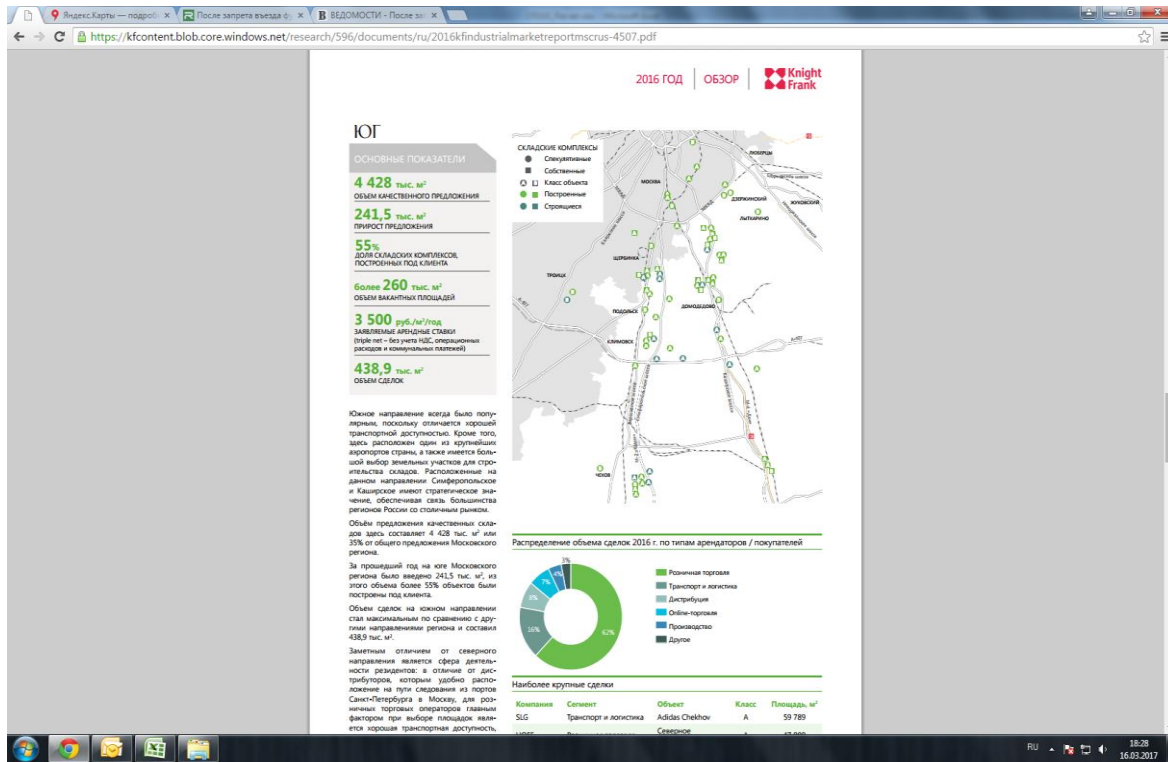 Яндекс.Карты — подроб
После запрета въезда ф
ВЕДОМОСТИ - После за
https://kfcontent.blob.core.windows.net/research/596/documents/ru/2016kfindustrialmarketreportmscrus-4507.pdf
2016 ГОД
ОБЗОР
Knight
Frank
ЮГ
ОСНОВНЫЕ ПОКАЗАТЕЛИ
4 428 тыс. м²
ОБЪЕМ КАЧЕСТВЕННОГО ПРЕДЛОЖЕНИЯ
241,5 тыс. м²
ПРИРОСТ ПРЕДЛОЖЕНИЯ
55%
ДОЛЯ СКЛАДСКИХ КОМПЛЕКСОВ,
ПОСТРОЕННЫХ ПОД КЛИЕНТА
более 260 тыс. м²
ОБЪЕМ ВАКАНТНЫХ ПЛОЩАДЕЙ
3 500 руб./м²/год
ЗАЯВЛЯЕМЫЕ АРЕНДНЫЕ СТАВКИ
(triple net – без учета НДС, операционных
расходов и коммунальных платежей)
438,9 тыс. м²
ОБЪЕМ СДЕЛОК
Южное направление всегда было попу-
лярным, поскольку отличается хорошей
транспортной доступностью. Кроме того,
здесь расположен один из крупнейших
аэропортов страны, а также имеется боль-
шой выбор земельных участков для стро-
ительства складов. Расположенные на
данном направлении Симферопольское
и Каширское имеют стратегическое зна-
чение, обеспечивая связь большинства
регионов России со столичным рынком.
Объём предложения качественных скла-
дов здесь составляет 4 428 тыс. м² или
35% от общего предложения Московского
региона.
За прошедший год на юге Московского
региона было введено 241,5 тыс. м², из
этого объема более 55% объектов были
построены под клиента.
Объем сделок на южном направлении
стал максимальным по сравнению с дру-
гими направлениями региона и составил
438,9 тыс. м².
Заметным отличием от северного
направления является сфера деятель-
ности резидентов: в отличие от дис-
трибуторов, которым удобно распо-
ложение на пути следования из портов
Санкт-Петербурга в Москву, для роз-
ничных торговых операторов главным
фактором при выборе площадок явля-
ется хорошая транспортная доступность,
СКЛАДСКИЕ КОМПЛЕКСЫ
Спекулятивные
Собственные
Класс объекта
Построенные
Строящиеся
МОСКВА
ЛЮБЕРЦЫ
ДЗЕРЖИНСКИЙ
ЖУКОВСКИЙ
ЛЫТКАРИНО
МКАД
МКАД
ЩЕРБИНКА
ТРОИЦК
ПОДОЛЬСК
ДОМОДЕДОВО
КЛИМОВСК
А-107
А-107
Каширское шоссе
ЧЕХОВ
Распределение объема сделок 2016 г. по типам арендаторов / покупателей
3%
4%
7%
8%
16%
62%
Розничная торговля
Транспорт и логистика
Дистрибуция
Online-торговля
Производство
Другое
Наиболее крупные сделки
Компания Сегмент Объект Класс Площадь, м²
SLG Транспорт и логистика Adidas Chekhov A 59 789
Северное
RU
18:28
16.03.2017